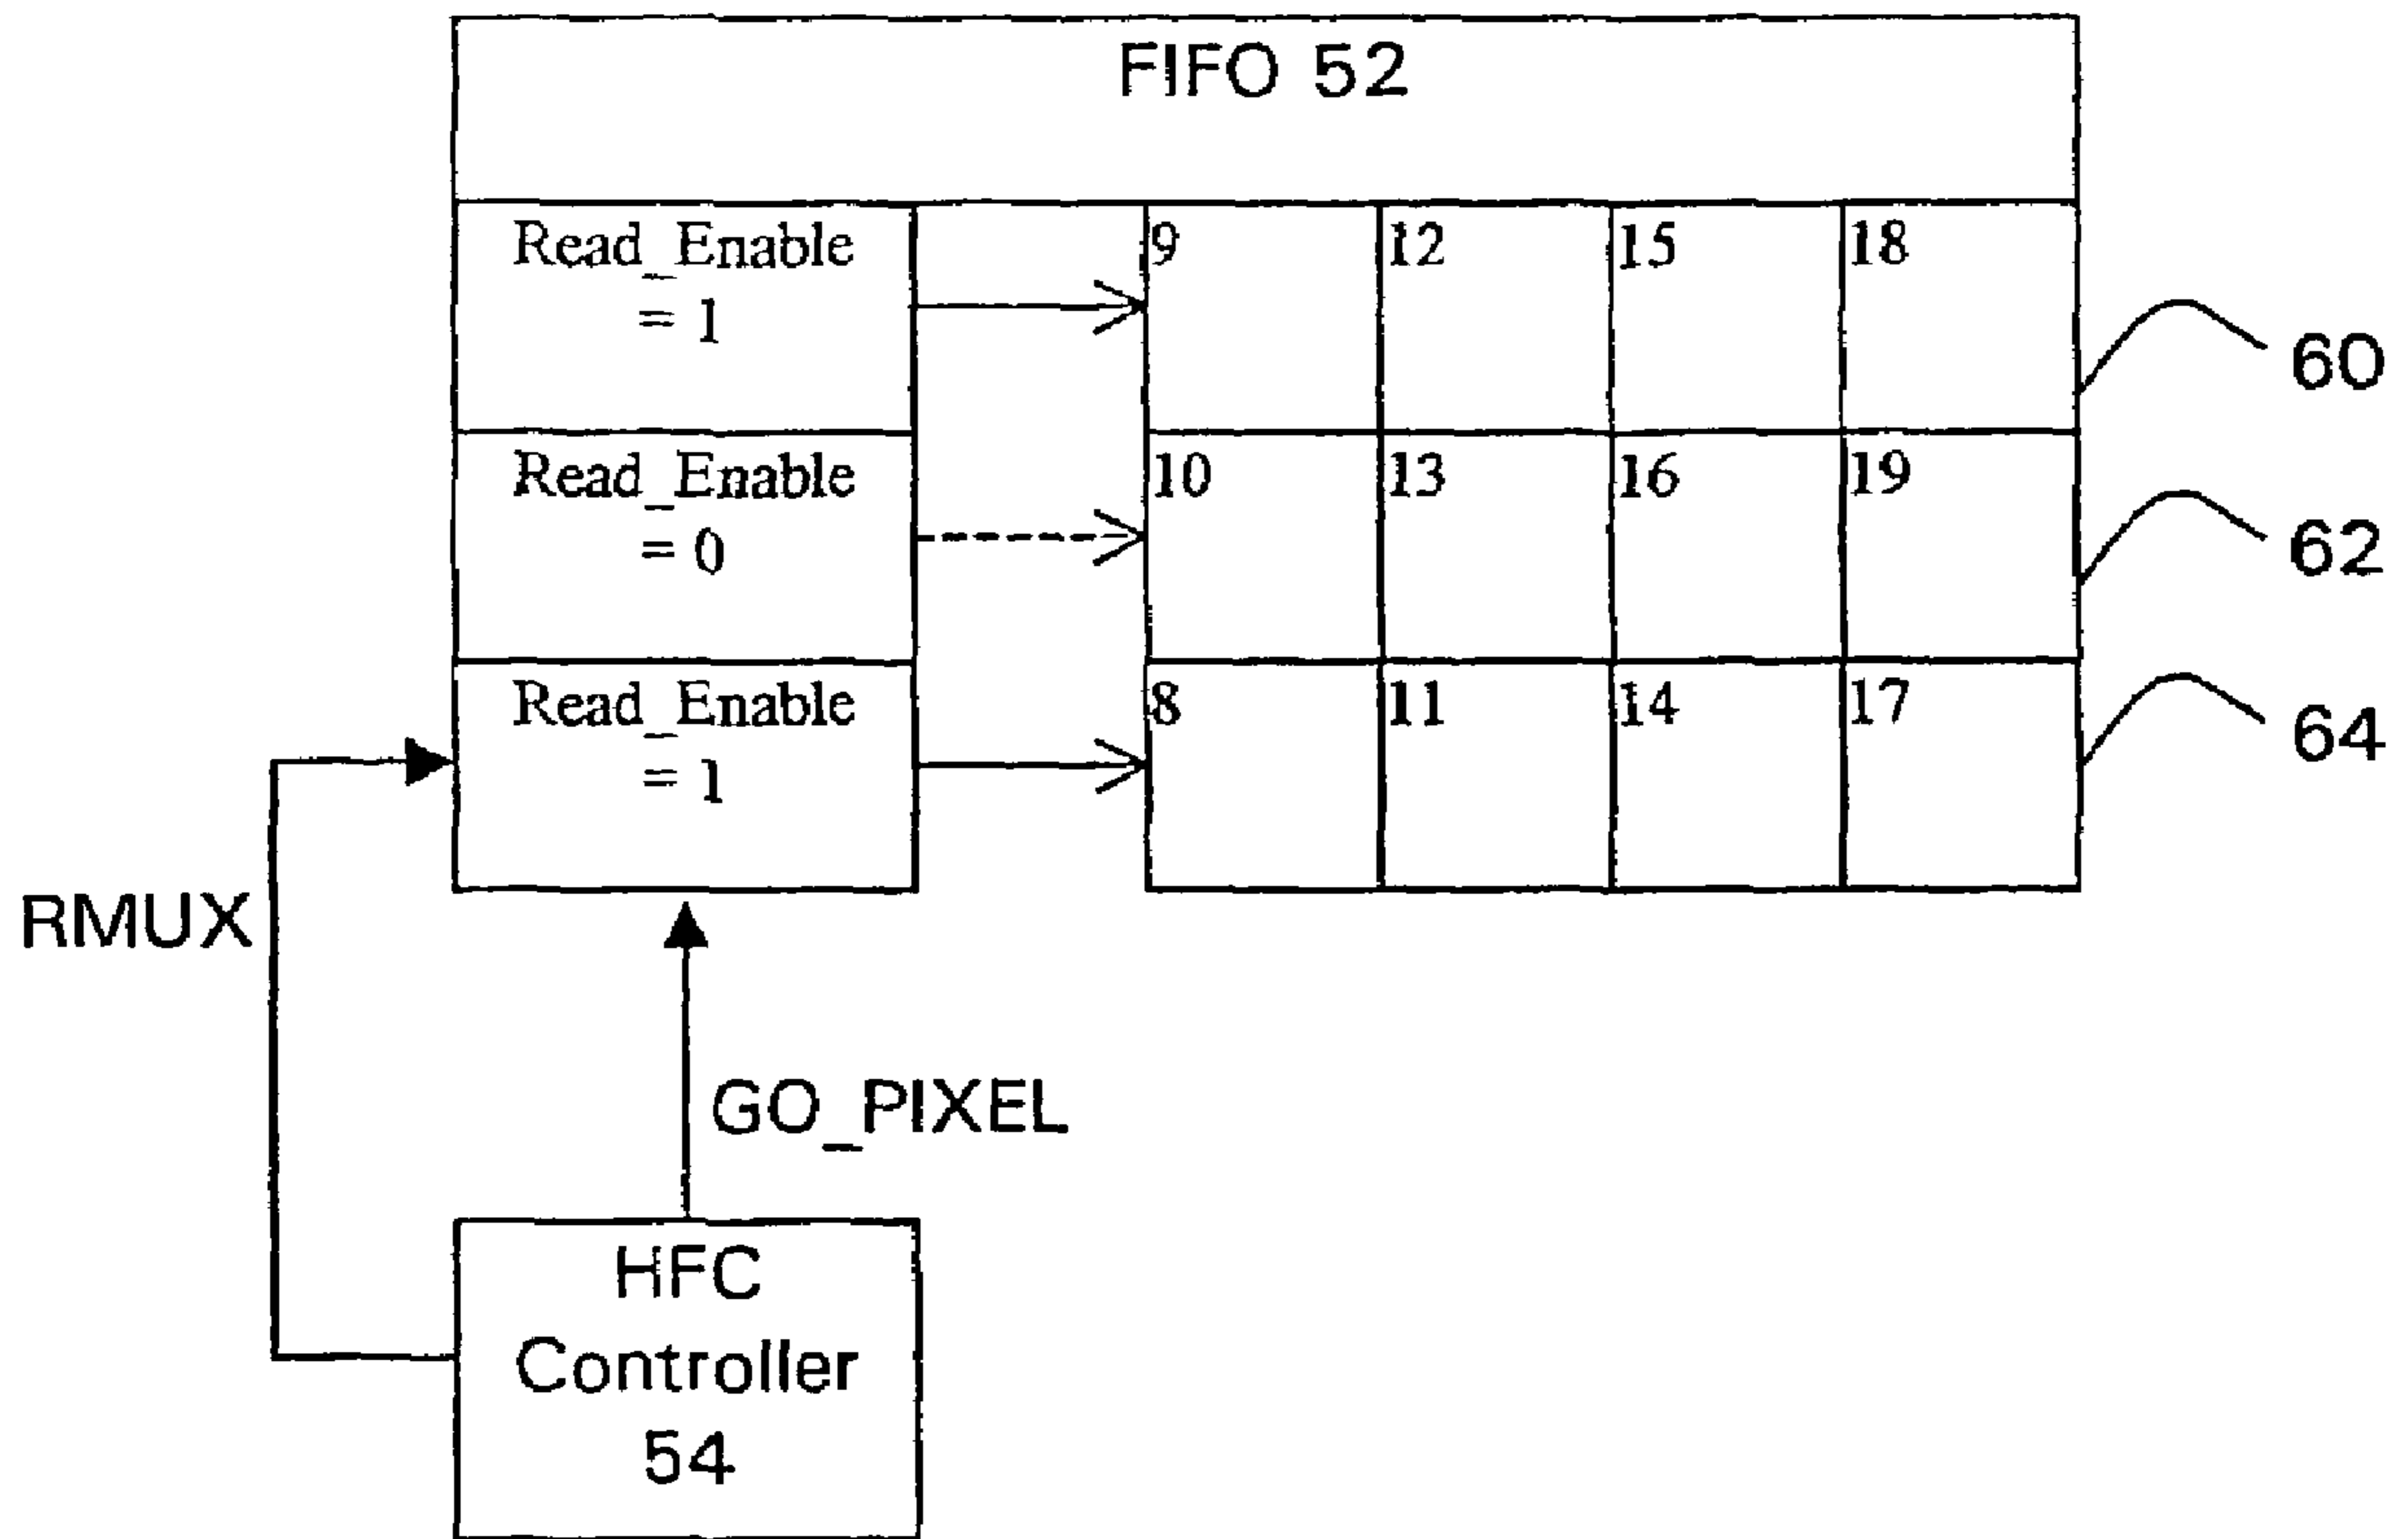 FIFO 52
Read_Enable
= 1
9
12
15
18
60
Read_Enable
= 0
10
13
16
19
62
Read_Enable
= 1
8
11
14
17
64
RMUX
GO_PIXEL
HFC
Controller
54